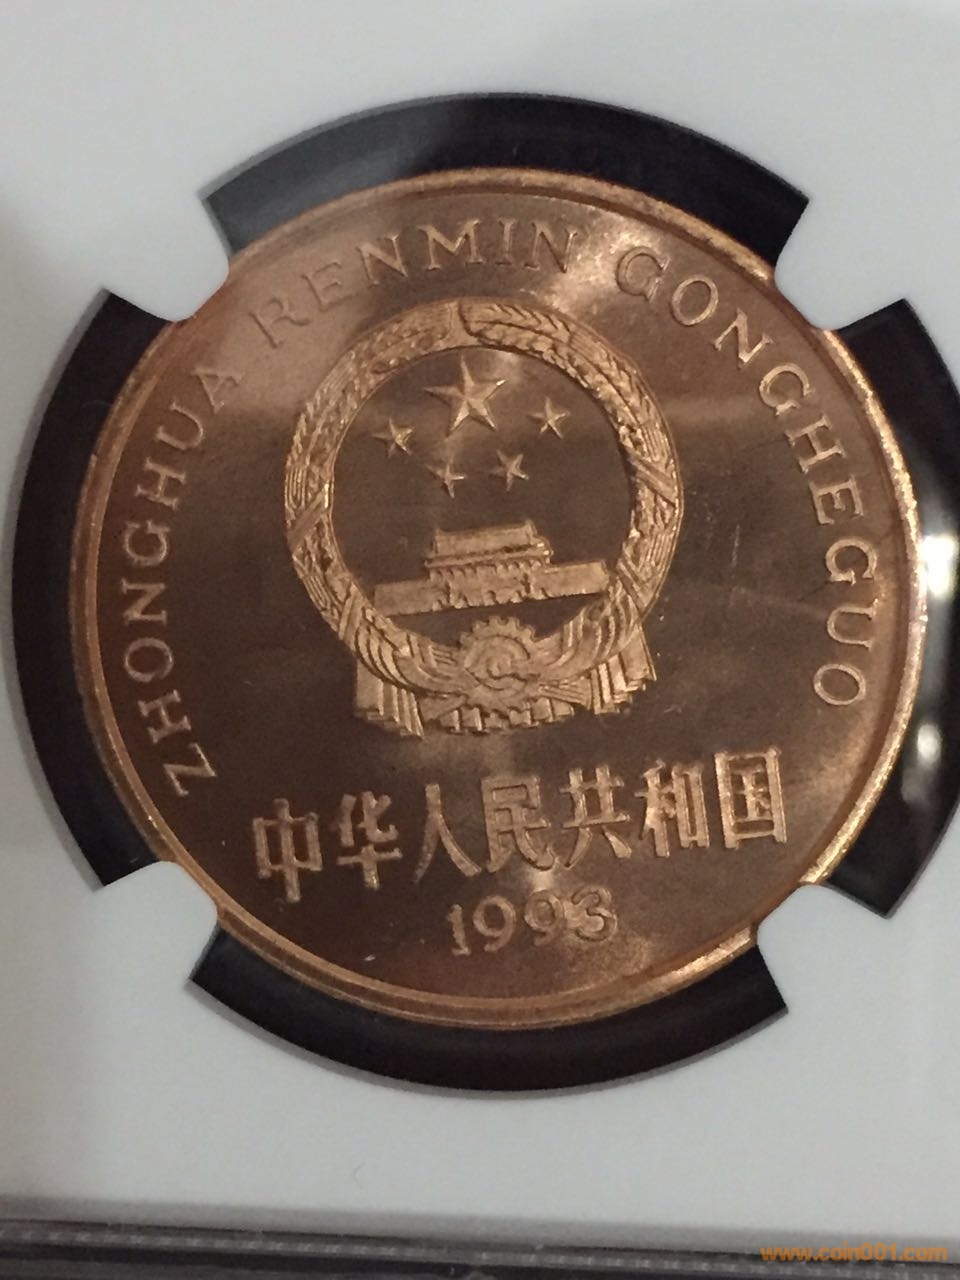 ZHONGHUA RENMIN GONGHEGUO
中华人民共和国
1993
www.coin001.com